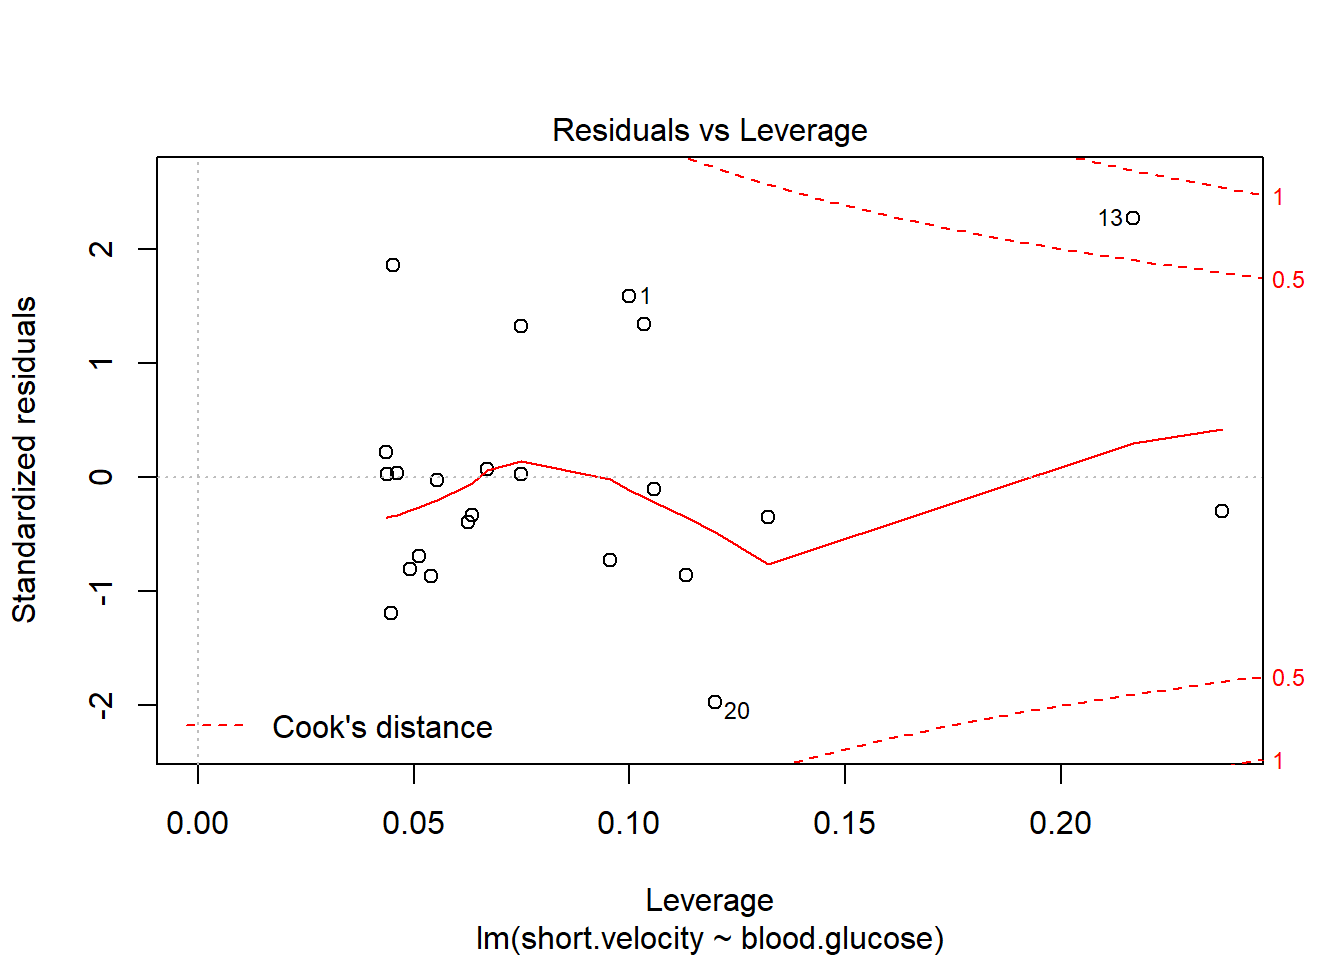 Residuals vs Leverage
Standardized residuals
2
1
0
-1
-2
1
0.5
0.5
1
13
1
20
Cook's distance
0.00 0.05 0.10 0.15 0.20
Leverage
lm(short.velocity ~ blood.glucose)